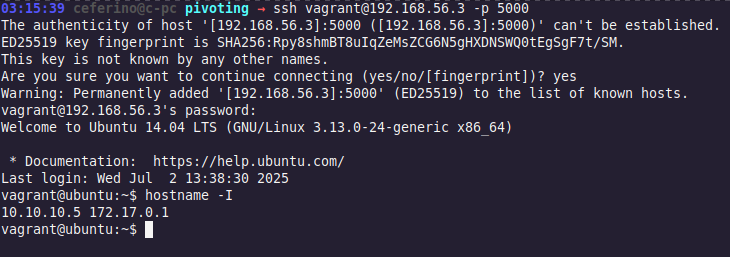 03:15:39 ceferino@c-pc pivoting → ssh vagrant@192.168.56.3 -p 5000
The authenticity of host '[192.168.56.3]:5000 ([192.168.56.3]:5000)' can't be established.
ED25519 key fingerprint is SHA256:Rpy8shmBT8uIqZeMsZCG6N5gHXDNSWQ0tEgSgF7t/SM.
This key is not known by any other names.
Are you sure you want to continue connecting (yes/no/[fingerprint])? yes
Warning: Permanently added '[192.168.56.3]:5000' (ED25519) to the list of known hosts.
vagrant@192.168.56.3's password:
Welcome to Ubuntu 14.04 LTS (GNU/Linux 3.13.0-24-generic x86_64)
* Documentation:  https://help.ubuntu.com/
Last login: Wed Jul  2 13:38:30 2025
vagrant@ubuntu:~$ hostname -I
10.10.10.5 172.17.0.1
vagrant@ubuntu:~$